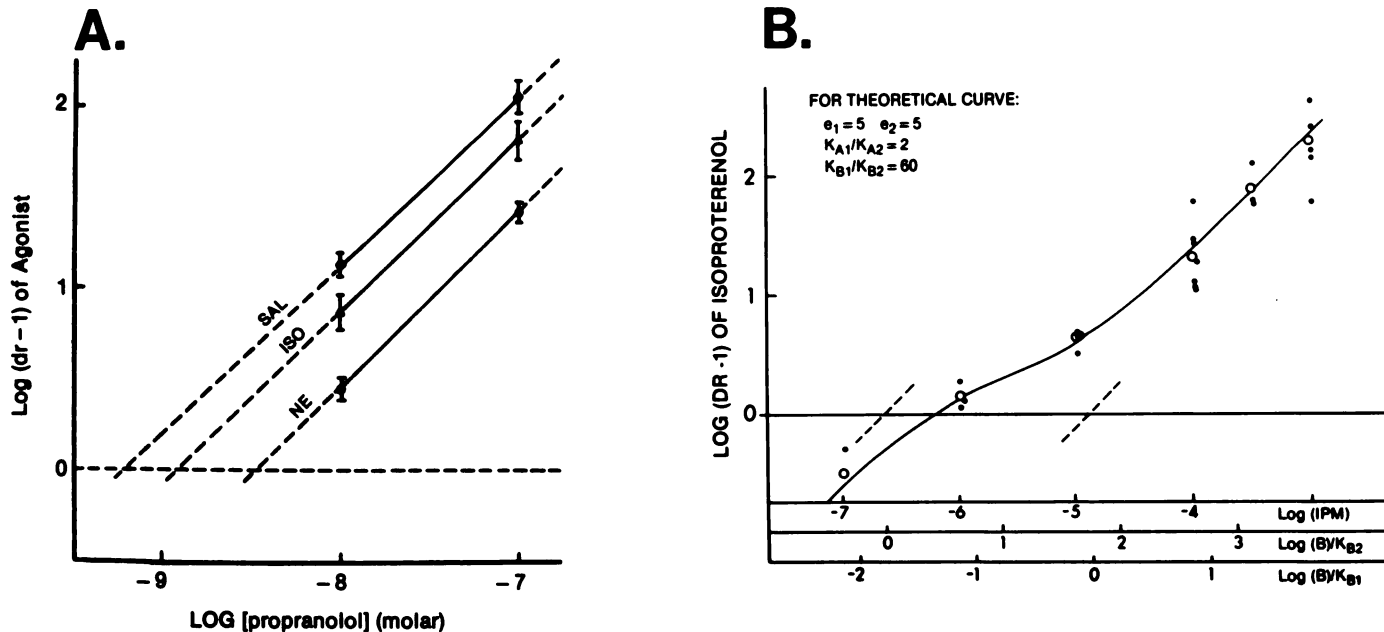 A.
2
1
0
Log (dr – 1) of Agonist
SAL
ISO
NE
–9
–8
–7
LOG [propranolol] (molar)
B.
FOR THEORETICAL CURVE:
e1 = 5 e2 = 5
KA1/KA2 = 2
KB1/KB2 = 60
LOG (DR -1) OF ISOPROTERENOL
2
1
0
-7 -6 -5 -4 Log (IPM)
0 1 2 3 Log (B)/KB2
-2 -1 0 1 Log (B)/KB1